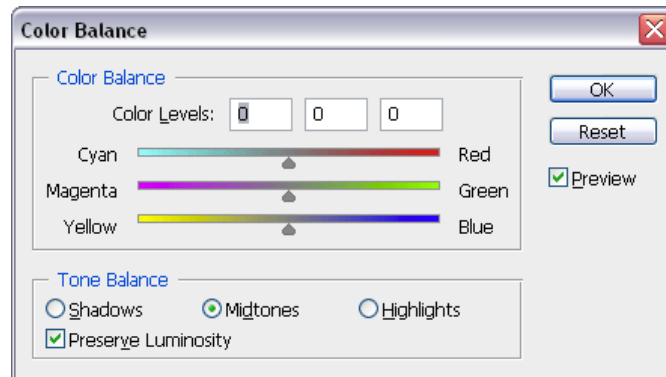 Color Balance
Color Balance
Color Levels: 0 0 0
Cyan Red
Magenta Green
Yellow Blue
OK
Reset
Preview
Tone Balance
Shadows Midtones Highlights
Preserve Luminosity